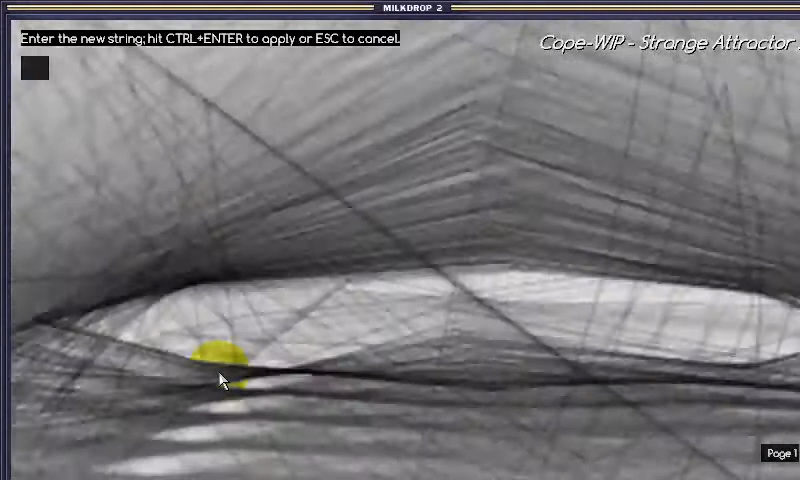 MILKDROP 2
Enter the new string; hit CTRL+ENTER to apply or ESC to cancel.
Cope-WIP - Strange Attractor
Page 1